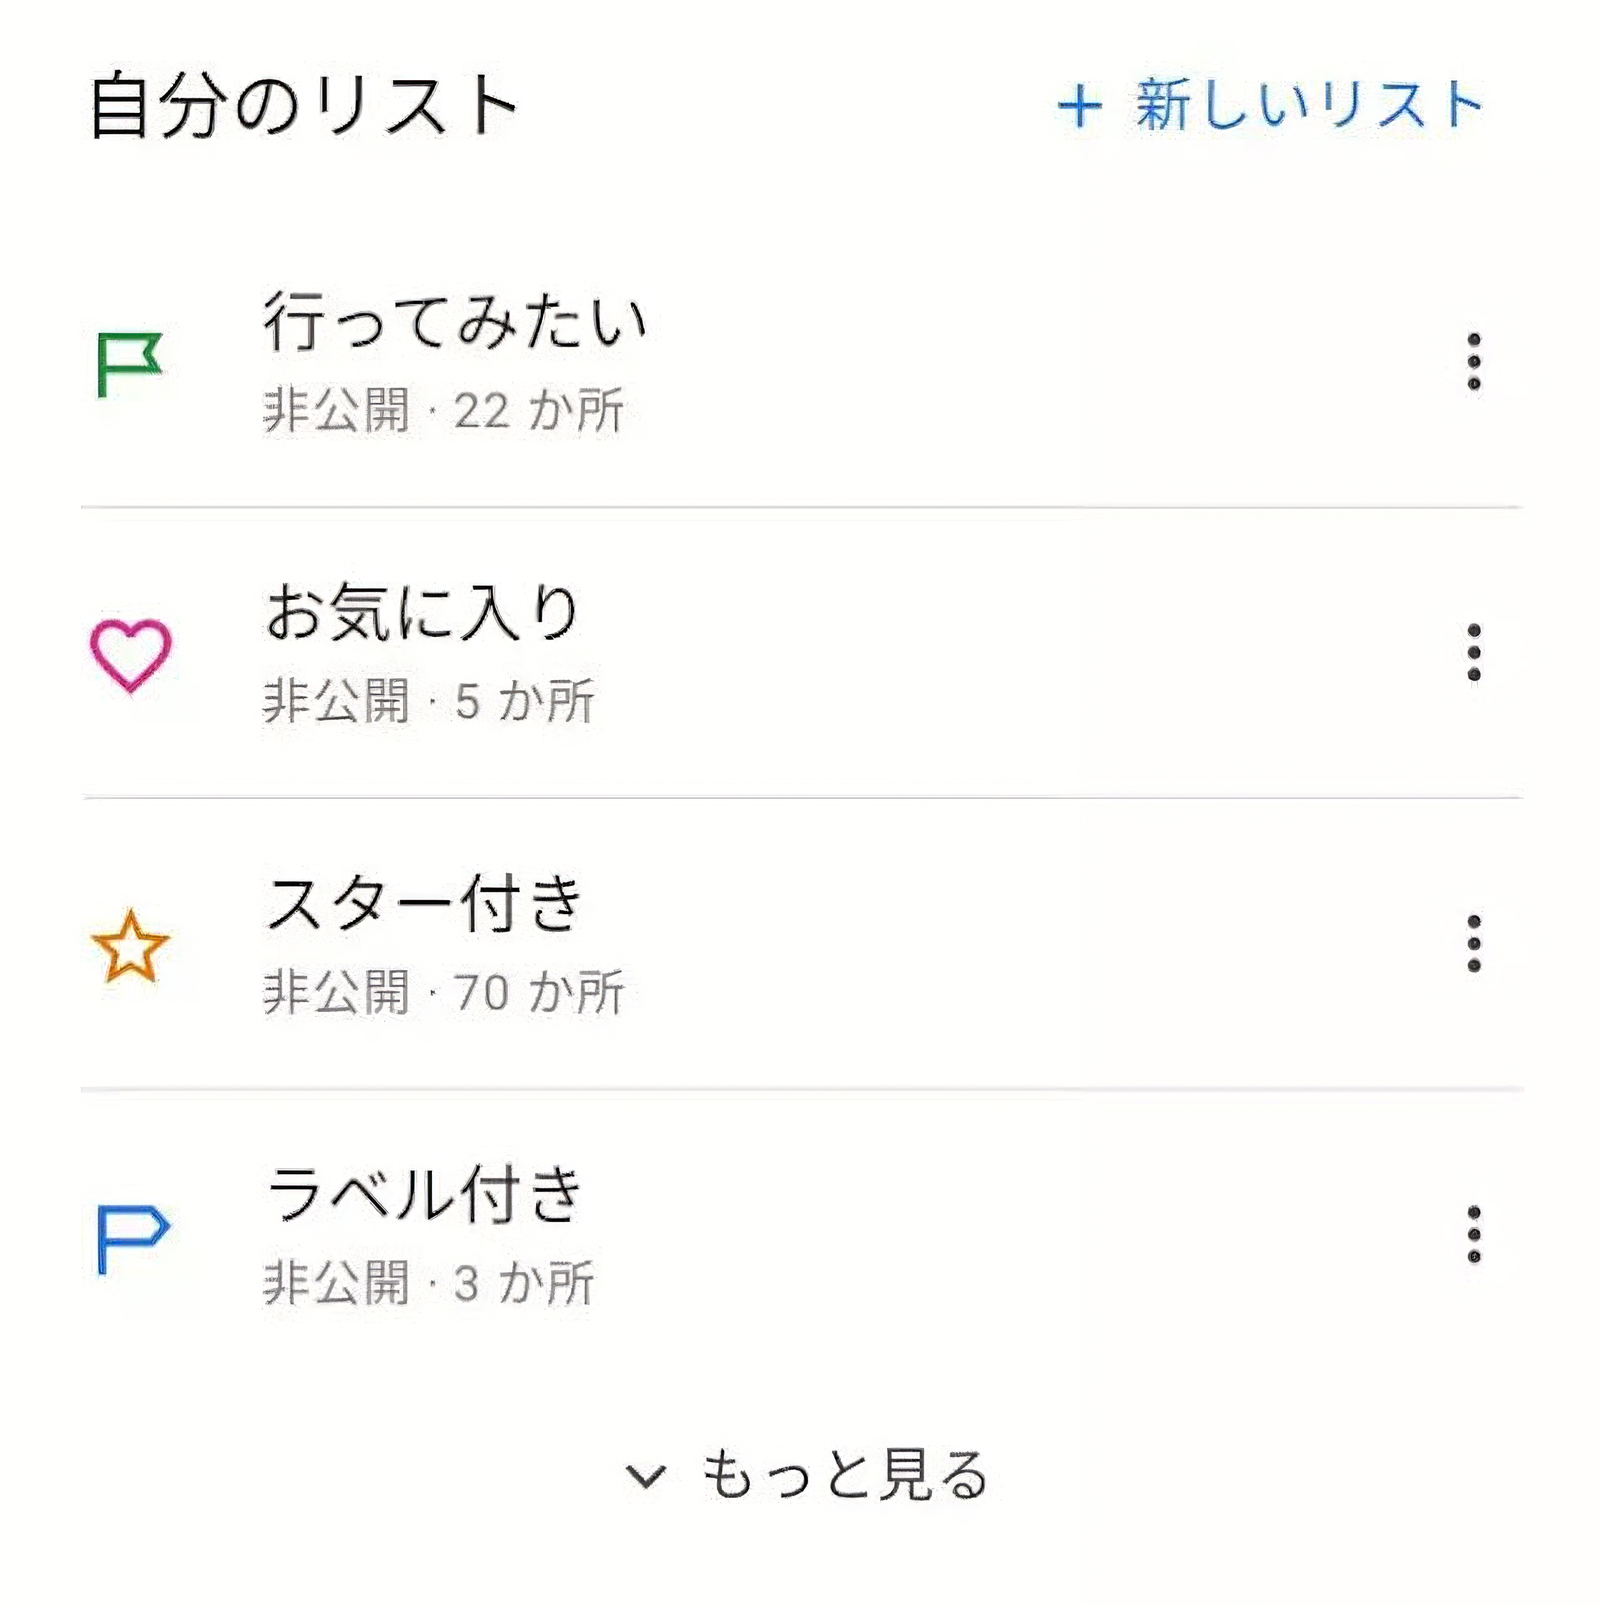 自分のリスト
+ 新しいリスト
行ってみたい
非公開 · 22 か所
お気に入り
非公開 · 5 か所
スター付き
非公開 · 70 か所
ラベル付き
非公開 · 3 か所
もっと見る